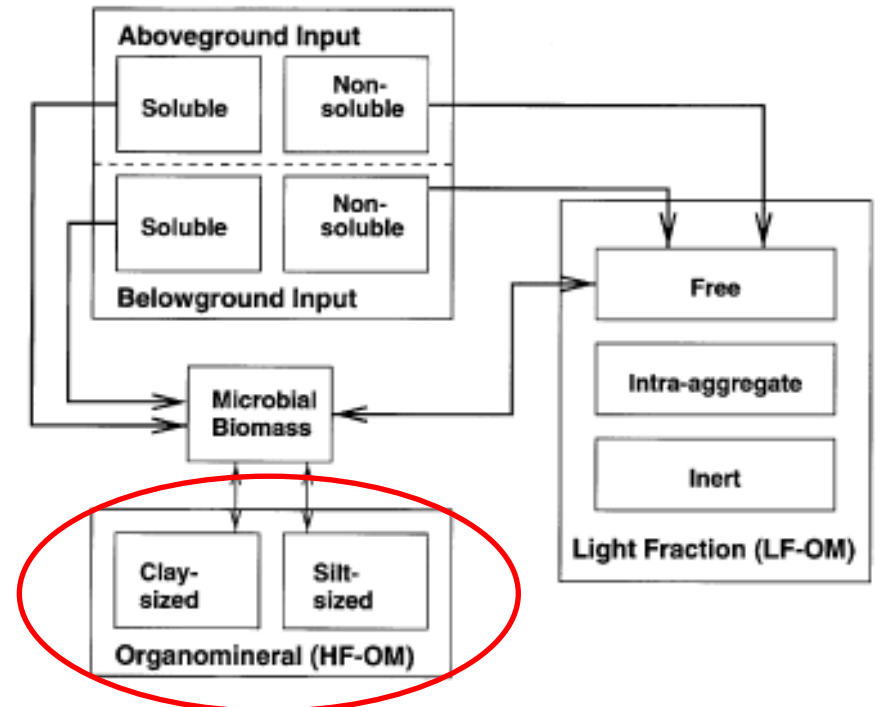 Aboveground Input
Soluble
Non-
soluble
Soluble
Non-
soluble
Belowground Input
Free
Intra-aggregate
Inert
Light Fraction (LF-OM)
Microbial
Biomass
Clay-
sized
Silt-
sized
Organomineral (HF-OM)